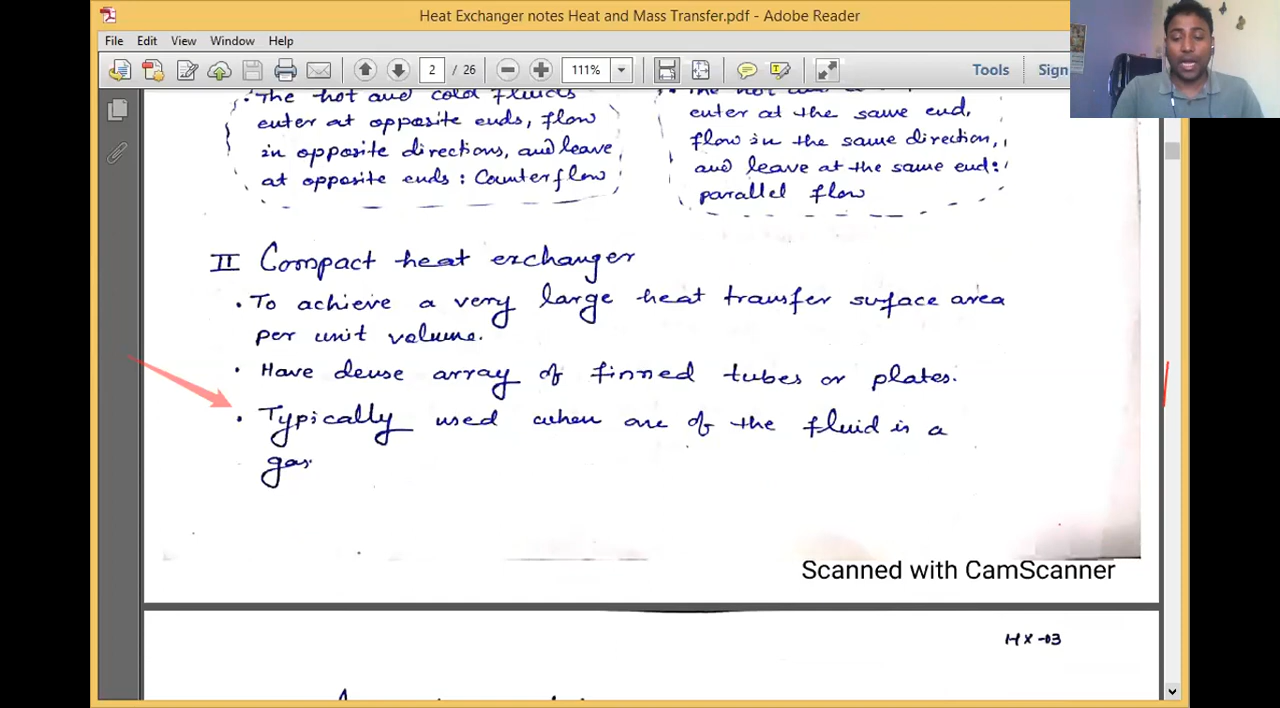 Heat Exchanger notes Heat and Mass Transfer.pdf - Adobe Reader
File Edit View Window Help
2 / 26 111% Tools Sign
. The hot and cold fluids
enter at opposite ends, flow
in opposite directions, and leave
at opposite ends : Counterflow
enter at the same end,
flow in the same direction,
and leave at the same end:
parallel flow
II Compact heat exchanger
• To achieve a very large heat transfer surface area
per unit volume.
• Have dense array of finned tubes or plates.
• Typically used when one of the fluid is a
gas.
Scanned with CamScanner
HX-03